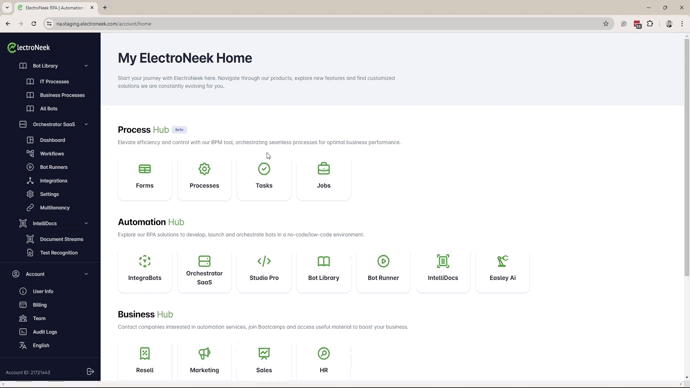 ElectroNeek RPA | Automation
ria.staging.electroneek.com/account/home
ElectroNeek
Bot Library
IT Processes
Business Processes
All Bots
Orchestrator SaaS
Dashboard
Workflows
Bot Runners
Integrations
Settings
Multitenancy
IntelliDocs
Document Streams
Test Recognition
Account
User Info
Billing
Team
Audit Logs
English
Account ID: 21721443
My ElectroNeek Home
Start your journey with ElectroNeek here. Navigate through our products, explore new features and find customized
solutions as we are constantly evolving for you.
Process Hub Beta
Elevate efficiency and control with our BPM tool, orchestrating seamless processes for optimal business performance.
Forms
Processes
Tasks
Jobs
Automation Hub
Explore our RPA solutions to develop, launch and orchestrate bots in a no-code/low-code environment.
IntegraBots
Orchestrator
SaaS
Studio Pro
Bot Library
Bot Runner
IntelliDocs
Easley Ai
Business Hub
Contact companies interested in automation services, join Bootcamps and access useful material to boost your business.
Resell
Marketing
Sales
HR